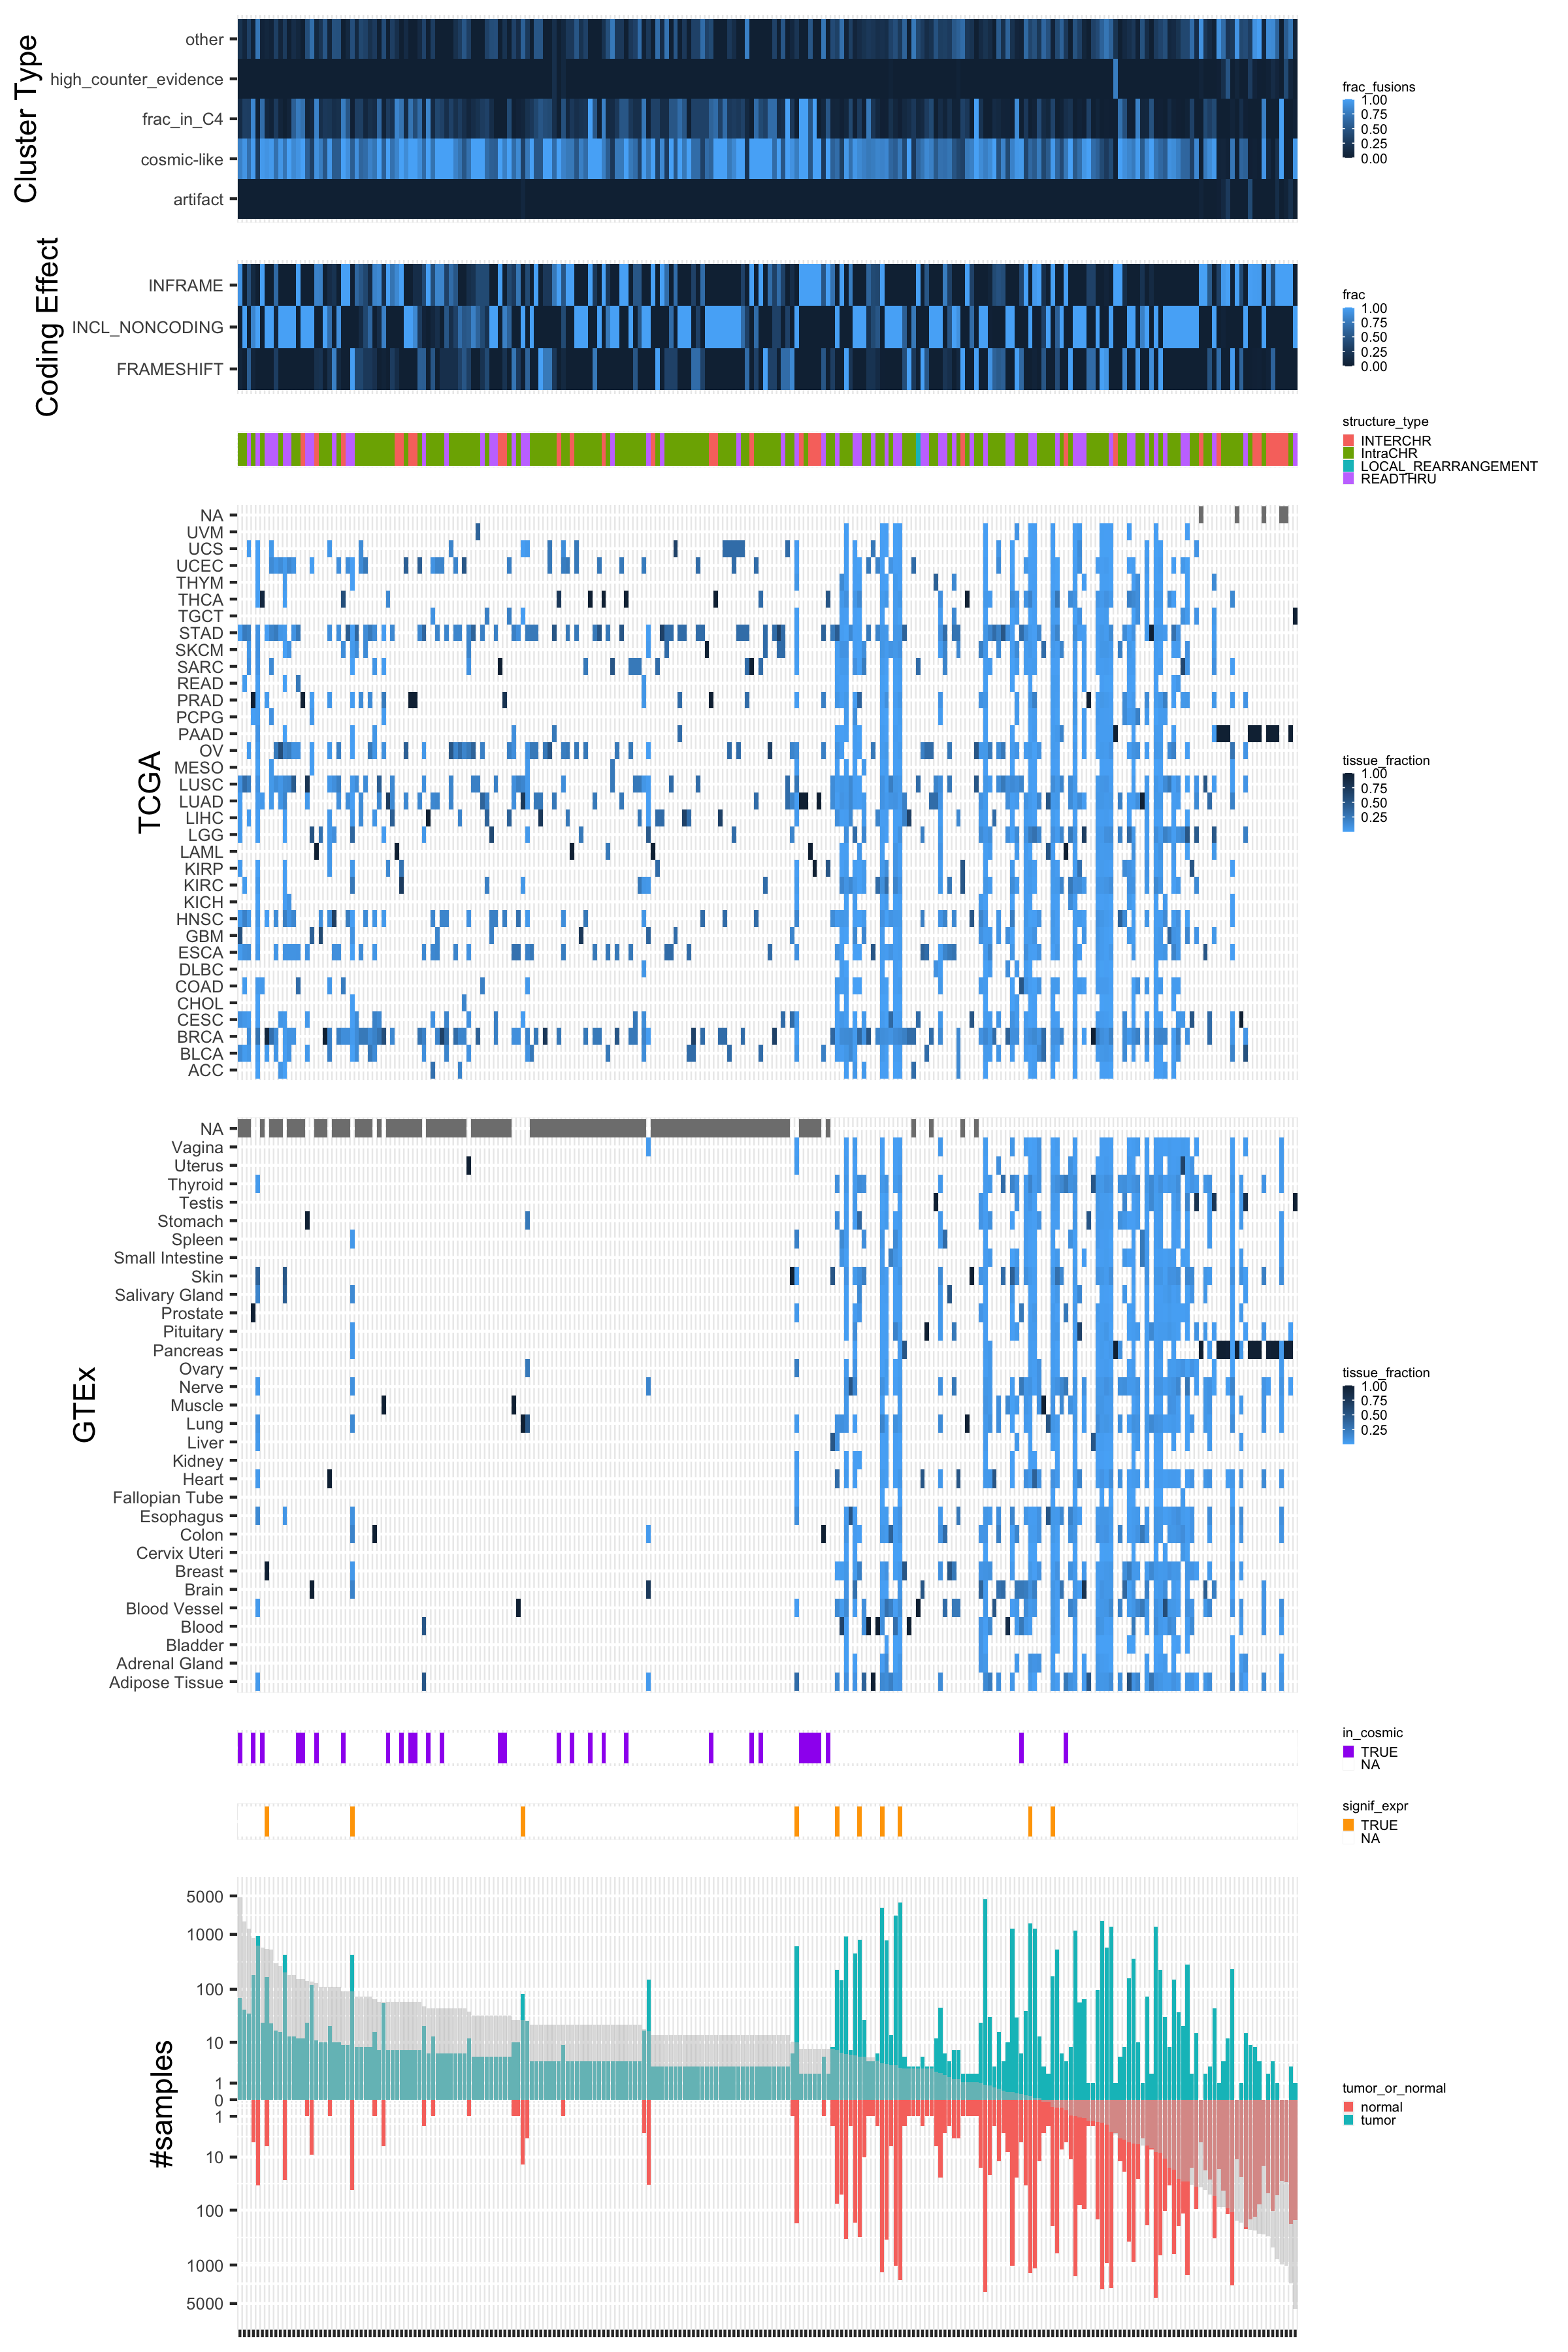 Cluster Type
other
high_counter_evidence
frac_in_C4
cosmic-like
artifact
frac_fusions
1.00
0.75
0.50
0.25
0.00
Coding Effect
INFRAME
INCL_NONCODING
FRAMESHIFT
frac
1.00
0.75
0.50
0.25
0.00
structure_type
INTERCHR
IntraCHR
LOCAL_REARRANGEMENT
READTHRU
TCGA
NA
UVM
UCS
UCEC
THYM
THCA
TGCT
STAD
SKCM
SARC
READ
PRAD
PCPG
PAAD
OV
MESO
LUSC
LUAD
LIHC
LGG
LAML
KIRP
KIRC
KICH
HNSC
GBM
ESCA
DLBC
COAD
CHOL
CESC
BRCA
BLCA
ACC
tissue_fraction
1.00
0.75
0.50
0.25
GTEx
NA
Vagina
Uterus
Thyroid
Testis
Stomach
Spleen
Small Intestine
Skin
Salivary Gland
Prostate
Pituitary
Pancreas
Ovary
Nerve
Muscle
Lung
Liver
Kidney
Heart
Fallopian Tube
Esophagus
Colon
Cervix Uteri
Breast
Brain
Blood Vessel
Blood
Bladder
Adrenal Gland
Adipose Tissue
tissue_fraction
1.00
0.75
0.50
0.25
in_cosmic
TRUE
NA
signif_expr
TRUE
NA
#samples
5000
1000
100
10
1
0
1
10
100
1000
5000
tumor_or_normal
normal
tumor